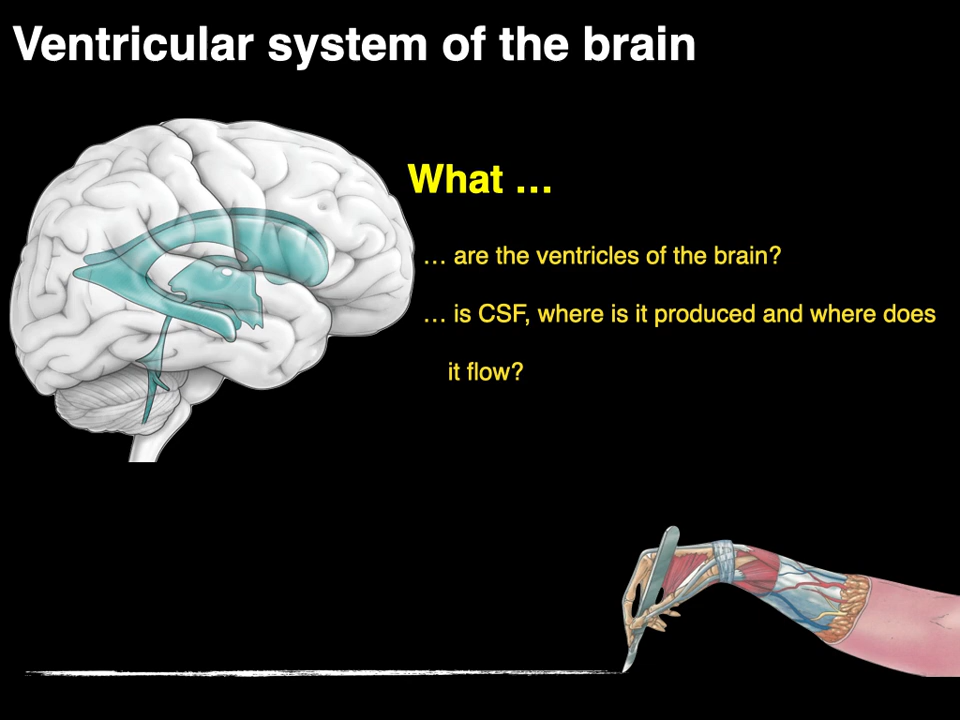 Ventricular system of the brain
What …
… are the ventricles of the brain?
… is CSF, where is it produced and where does
it flow?